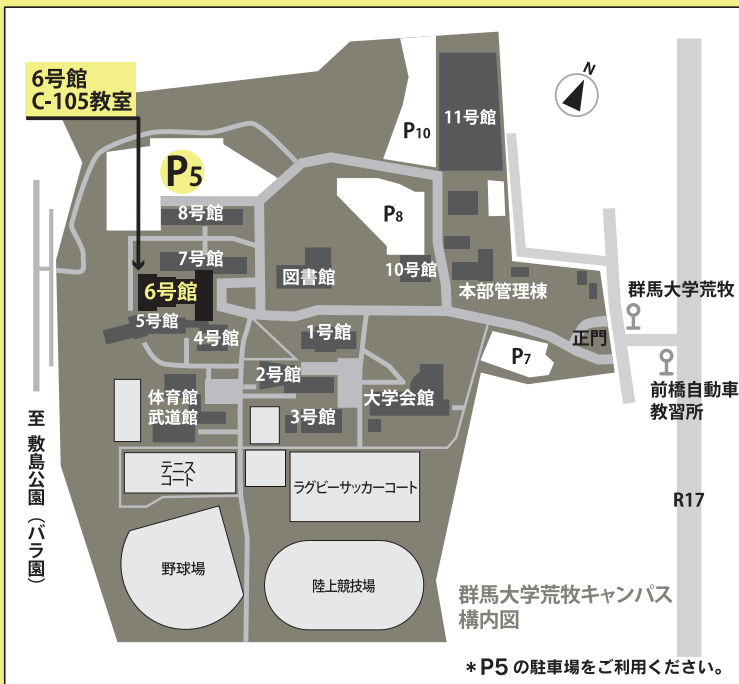 6号館
C-105教室
N
P10
11号館
P5
P8
8号館
7号館
図書館
10号館
本部管理棟
群馬大学荒牧
6号館
5号館
4号館
1号館
正門
P7
2号館
前橋自動車
教習所
体育館
武道館
大学会館
3号館
至 敷島公園（バラ園）
テニス
コート
ラグビーサッカーコート
R17
野球場
陸上競技場
群馬大学荒牧キャンパス
構内図
＊P5 の駐車場をご利用ください。